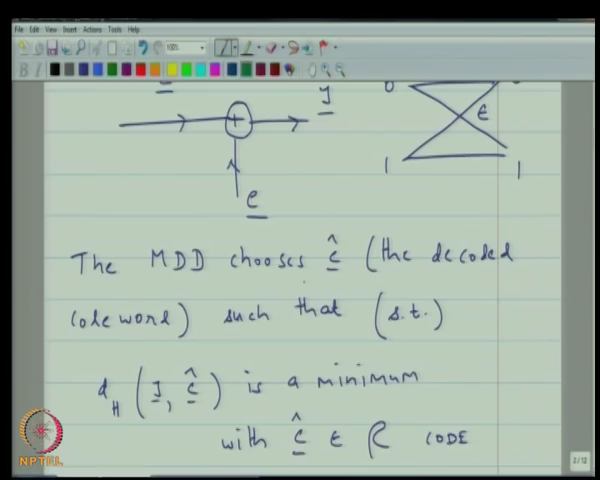 File Edit View Insert Actions Tools Help
100%
B I
+ y 0 ε
e 1 1
The MDD chooses ĉ (the decoded
codeword) such that (s.t.)
d_H (y, ĉ) is a minimum
with ĉ ∈ C CODE
NPTEL
2/12